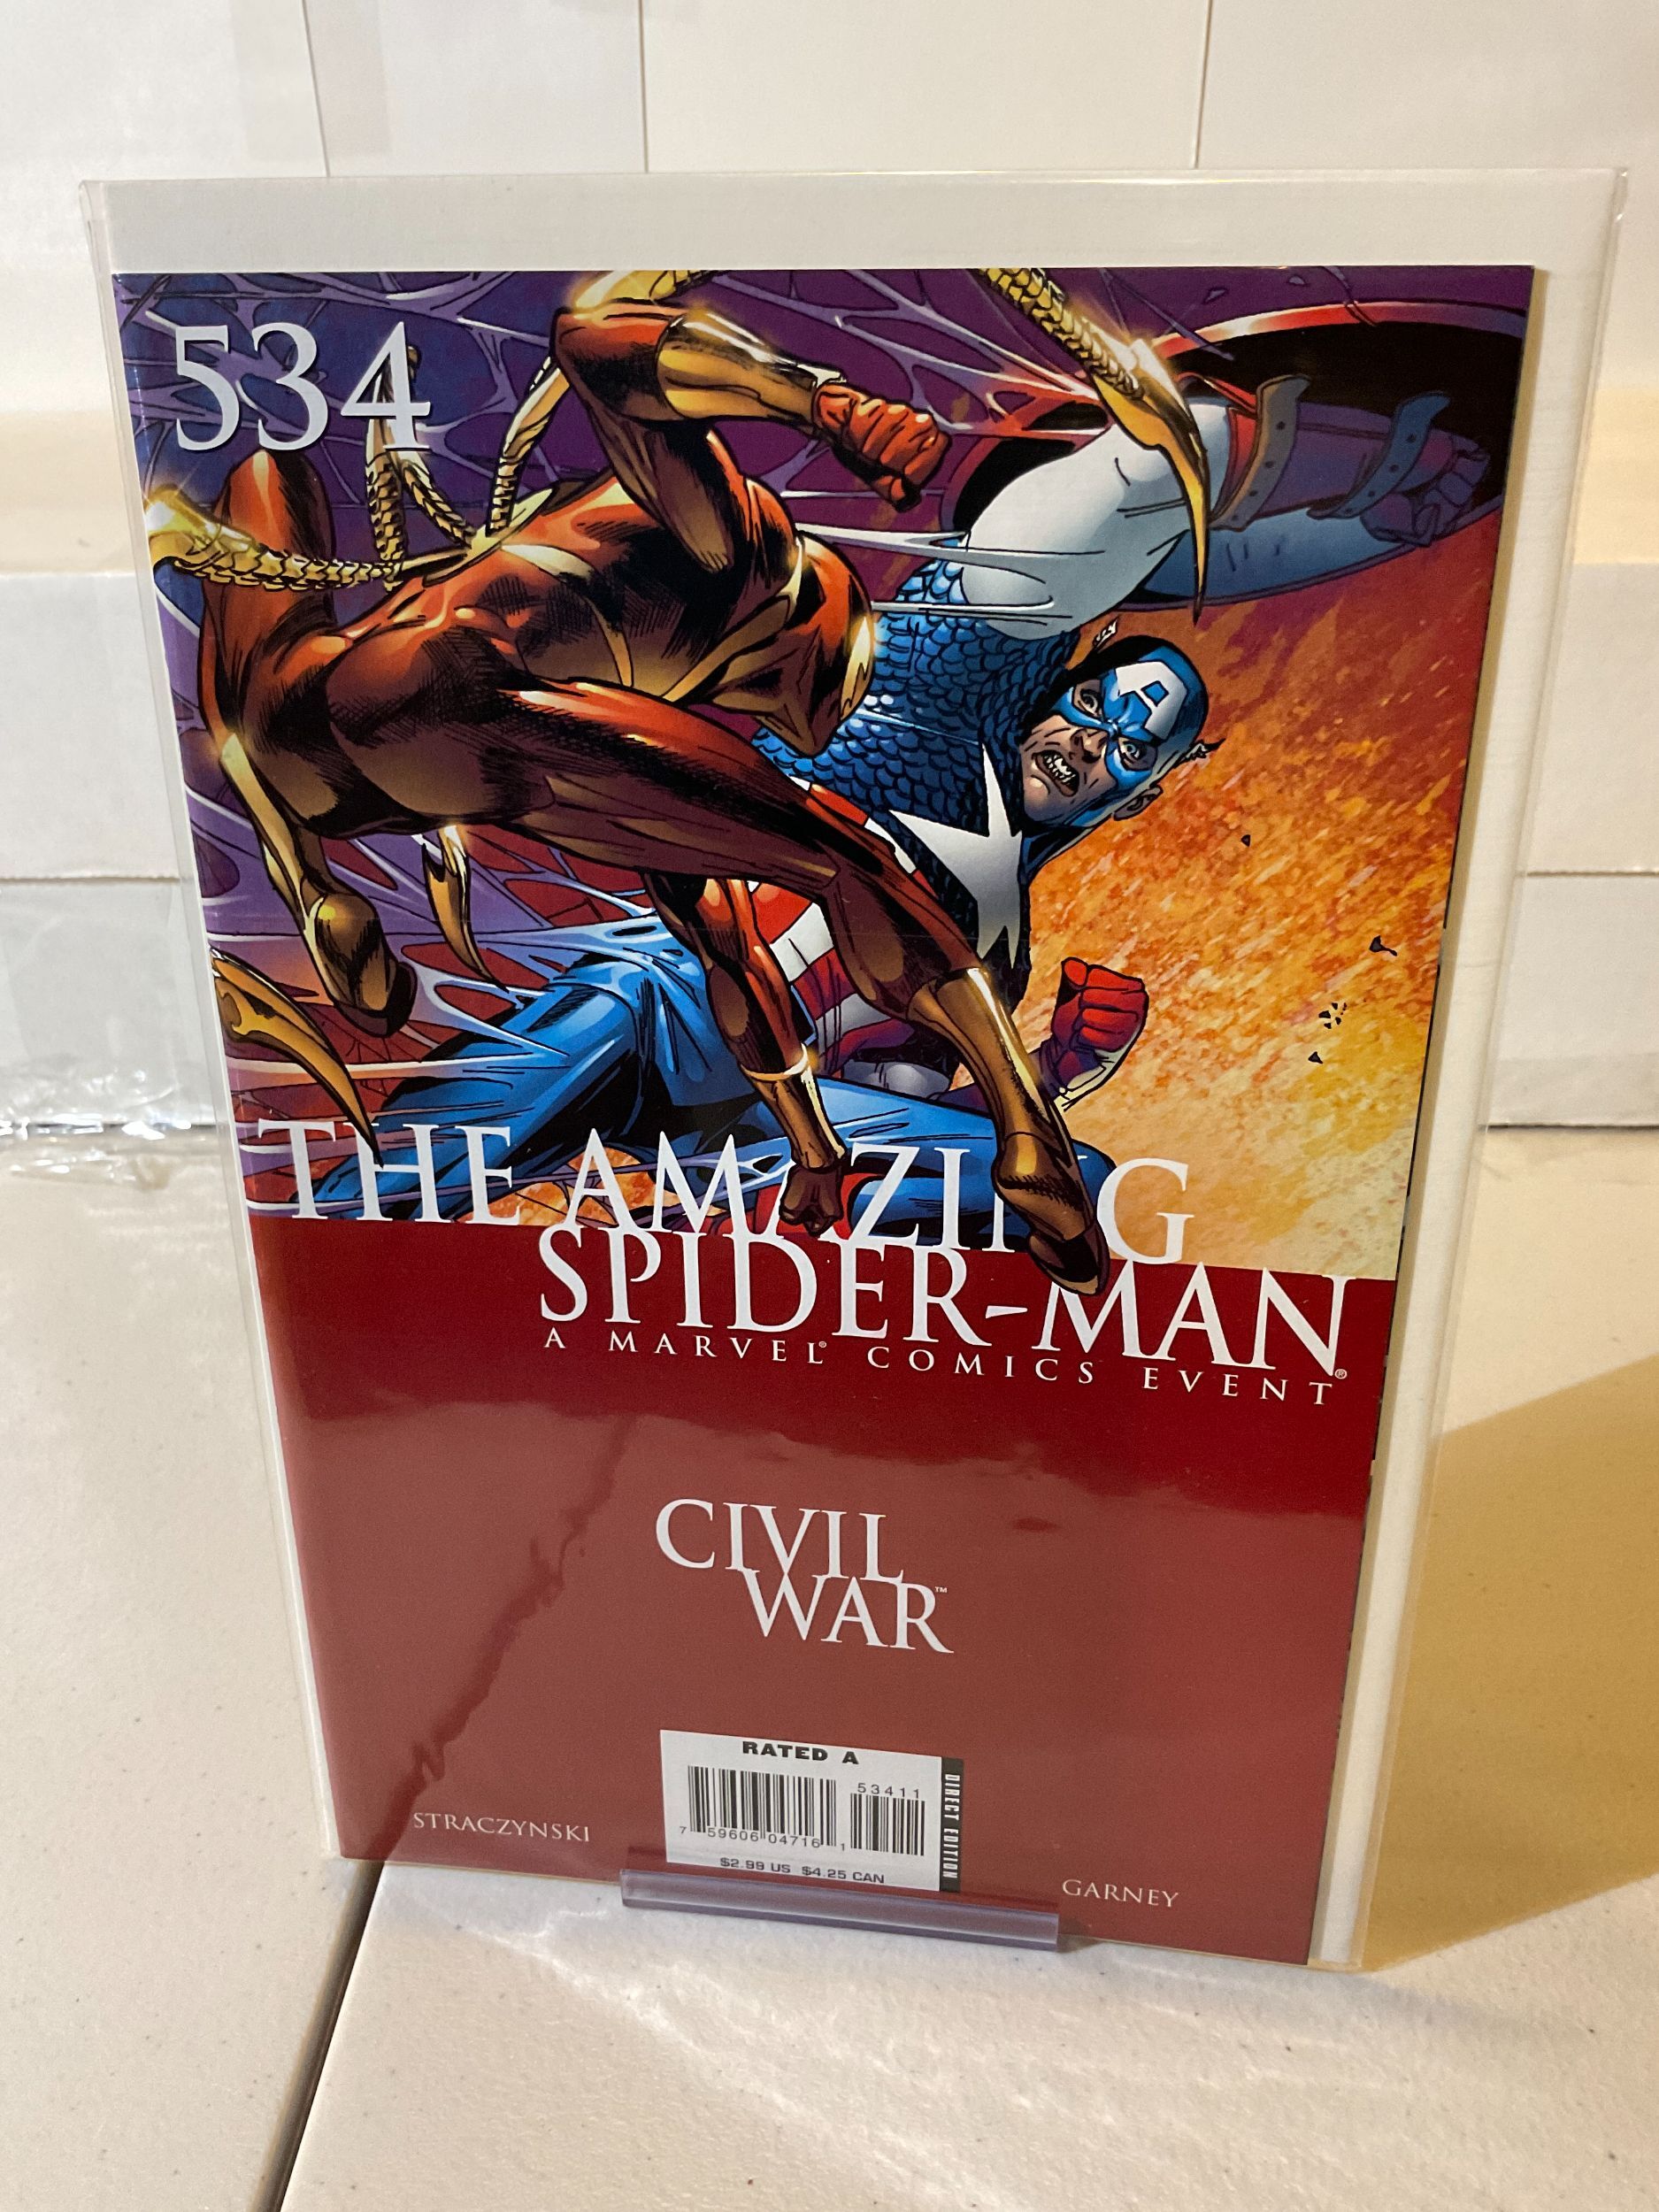 534
THE AMAZING
SPIDER-MAN®
A MARVEL® COMICS EVENT
CIVIL
WAR™
RATED A
53411
7 59606 04716 1
DIRECT EDITION
$2.99 US $4.25 CAN
STRACZYNSKI
GARNEY